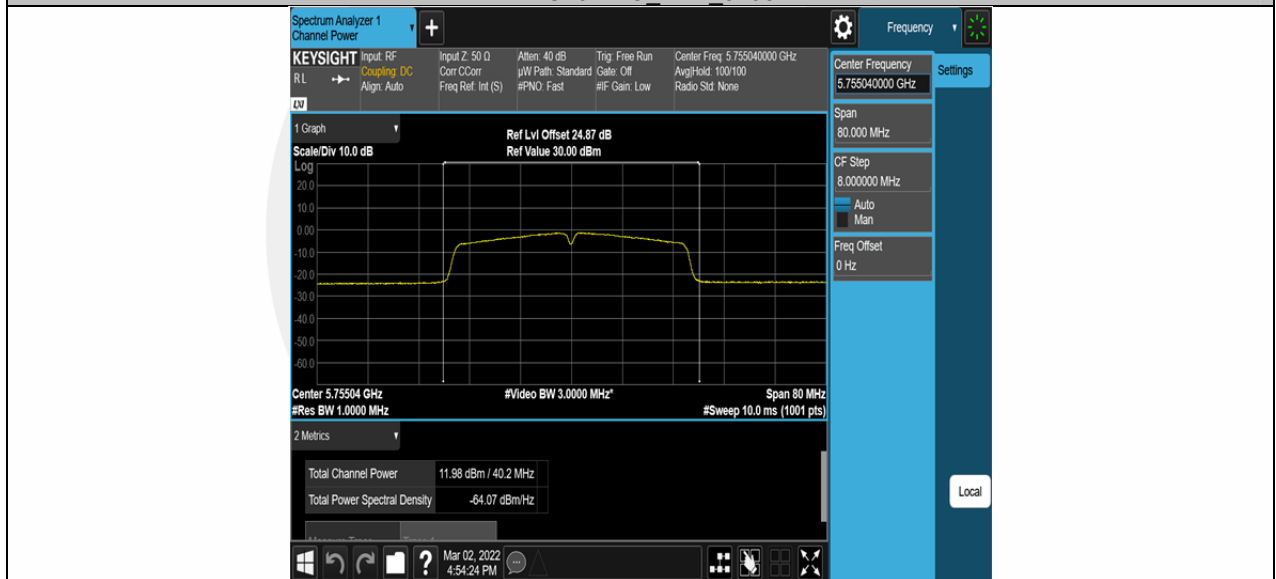 Spectrum Analyzer 1
Channel Power
Frequency
KEYSIGHT
RL
LXI
Input: RF
Coupling: DC
Align: Auto
Input Z: 50 Ω
Corr CCorr
Freq Ref: Int (S)
Atten: 40 dB
µW Path: Standard
#PNO: Fast
Trig: Free Run
Gate: Off
#IF Gain: Low
Center Freq: 5.755040000 GHz
Avg|Hold: 100/100
Radio Std: None
Center Frequency
5.755040000 GHz
Settings
Span
80.000 MHz
CF Step
8.000000 MHz
Auto
Man
Freq Offset
0 Hz
Local
1 Graph
Scale/Div 10.0 dB
Ref Lvl Offset 24.87 dB
Ref Value 30.00 dBm
Log
20.0
10.0
0.00
-10.0
-20.0
-30.0
-40.0
-50.0
-60.0
Center 5.75504 GHz
#Video BW 3.0000 MHz*
Span 80 MHz
#Res BW 1.0000 MHz
#Sweep 10.0 ms (1001 pts)
2 Metrics
Total Channel Power 11.98 dBm / 40.2 MHz
Total Power Spectral Density -64.07 dBm/Hz
?
Mar 02, 2022
4:54:24 PM